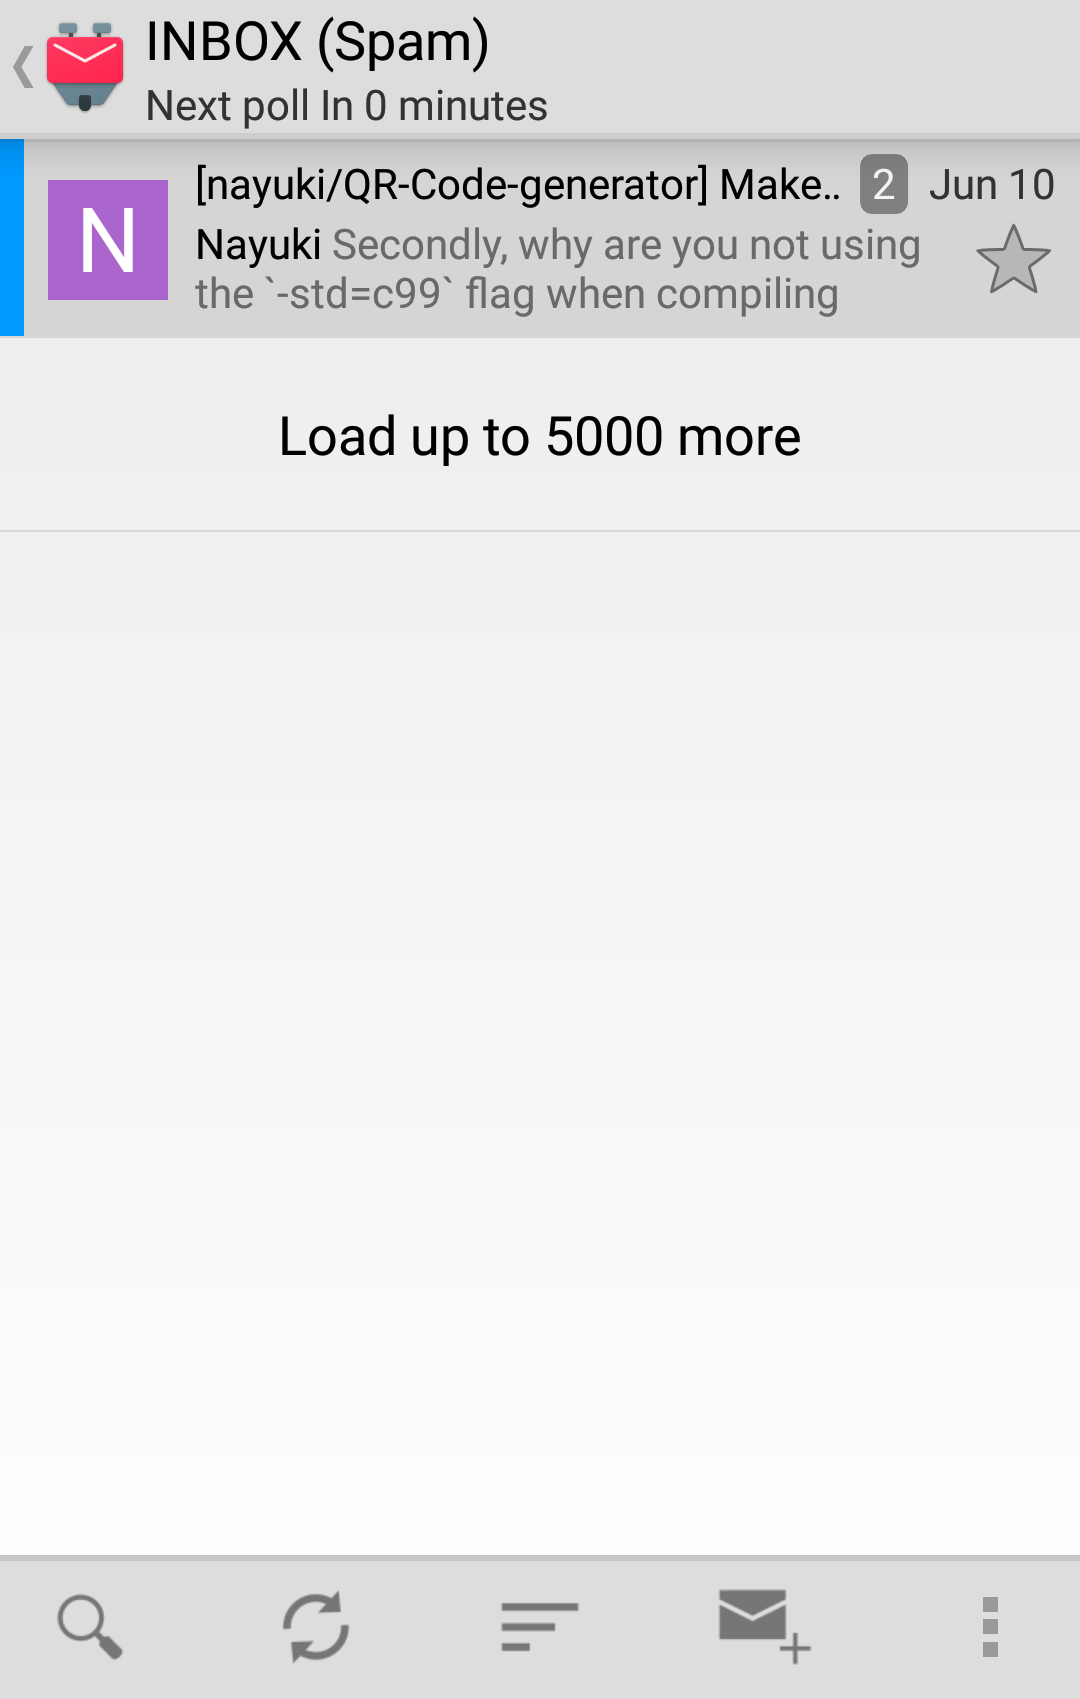 INBOX (Spam)
Next poll In 0 minutes
[nayuki/QR-Code-generator] Make.. 2 Jun 10
N
Nayuki Secondly, why are you not using
the `-std=c99` flag when compiling
Load up to 5000 more